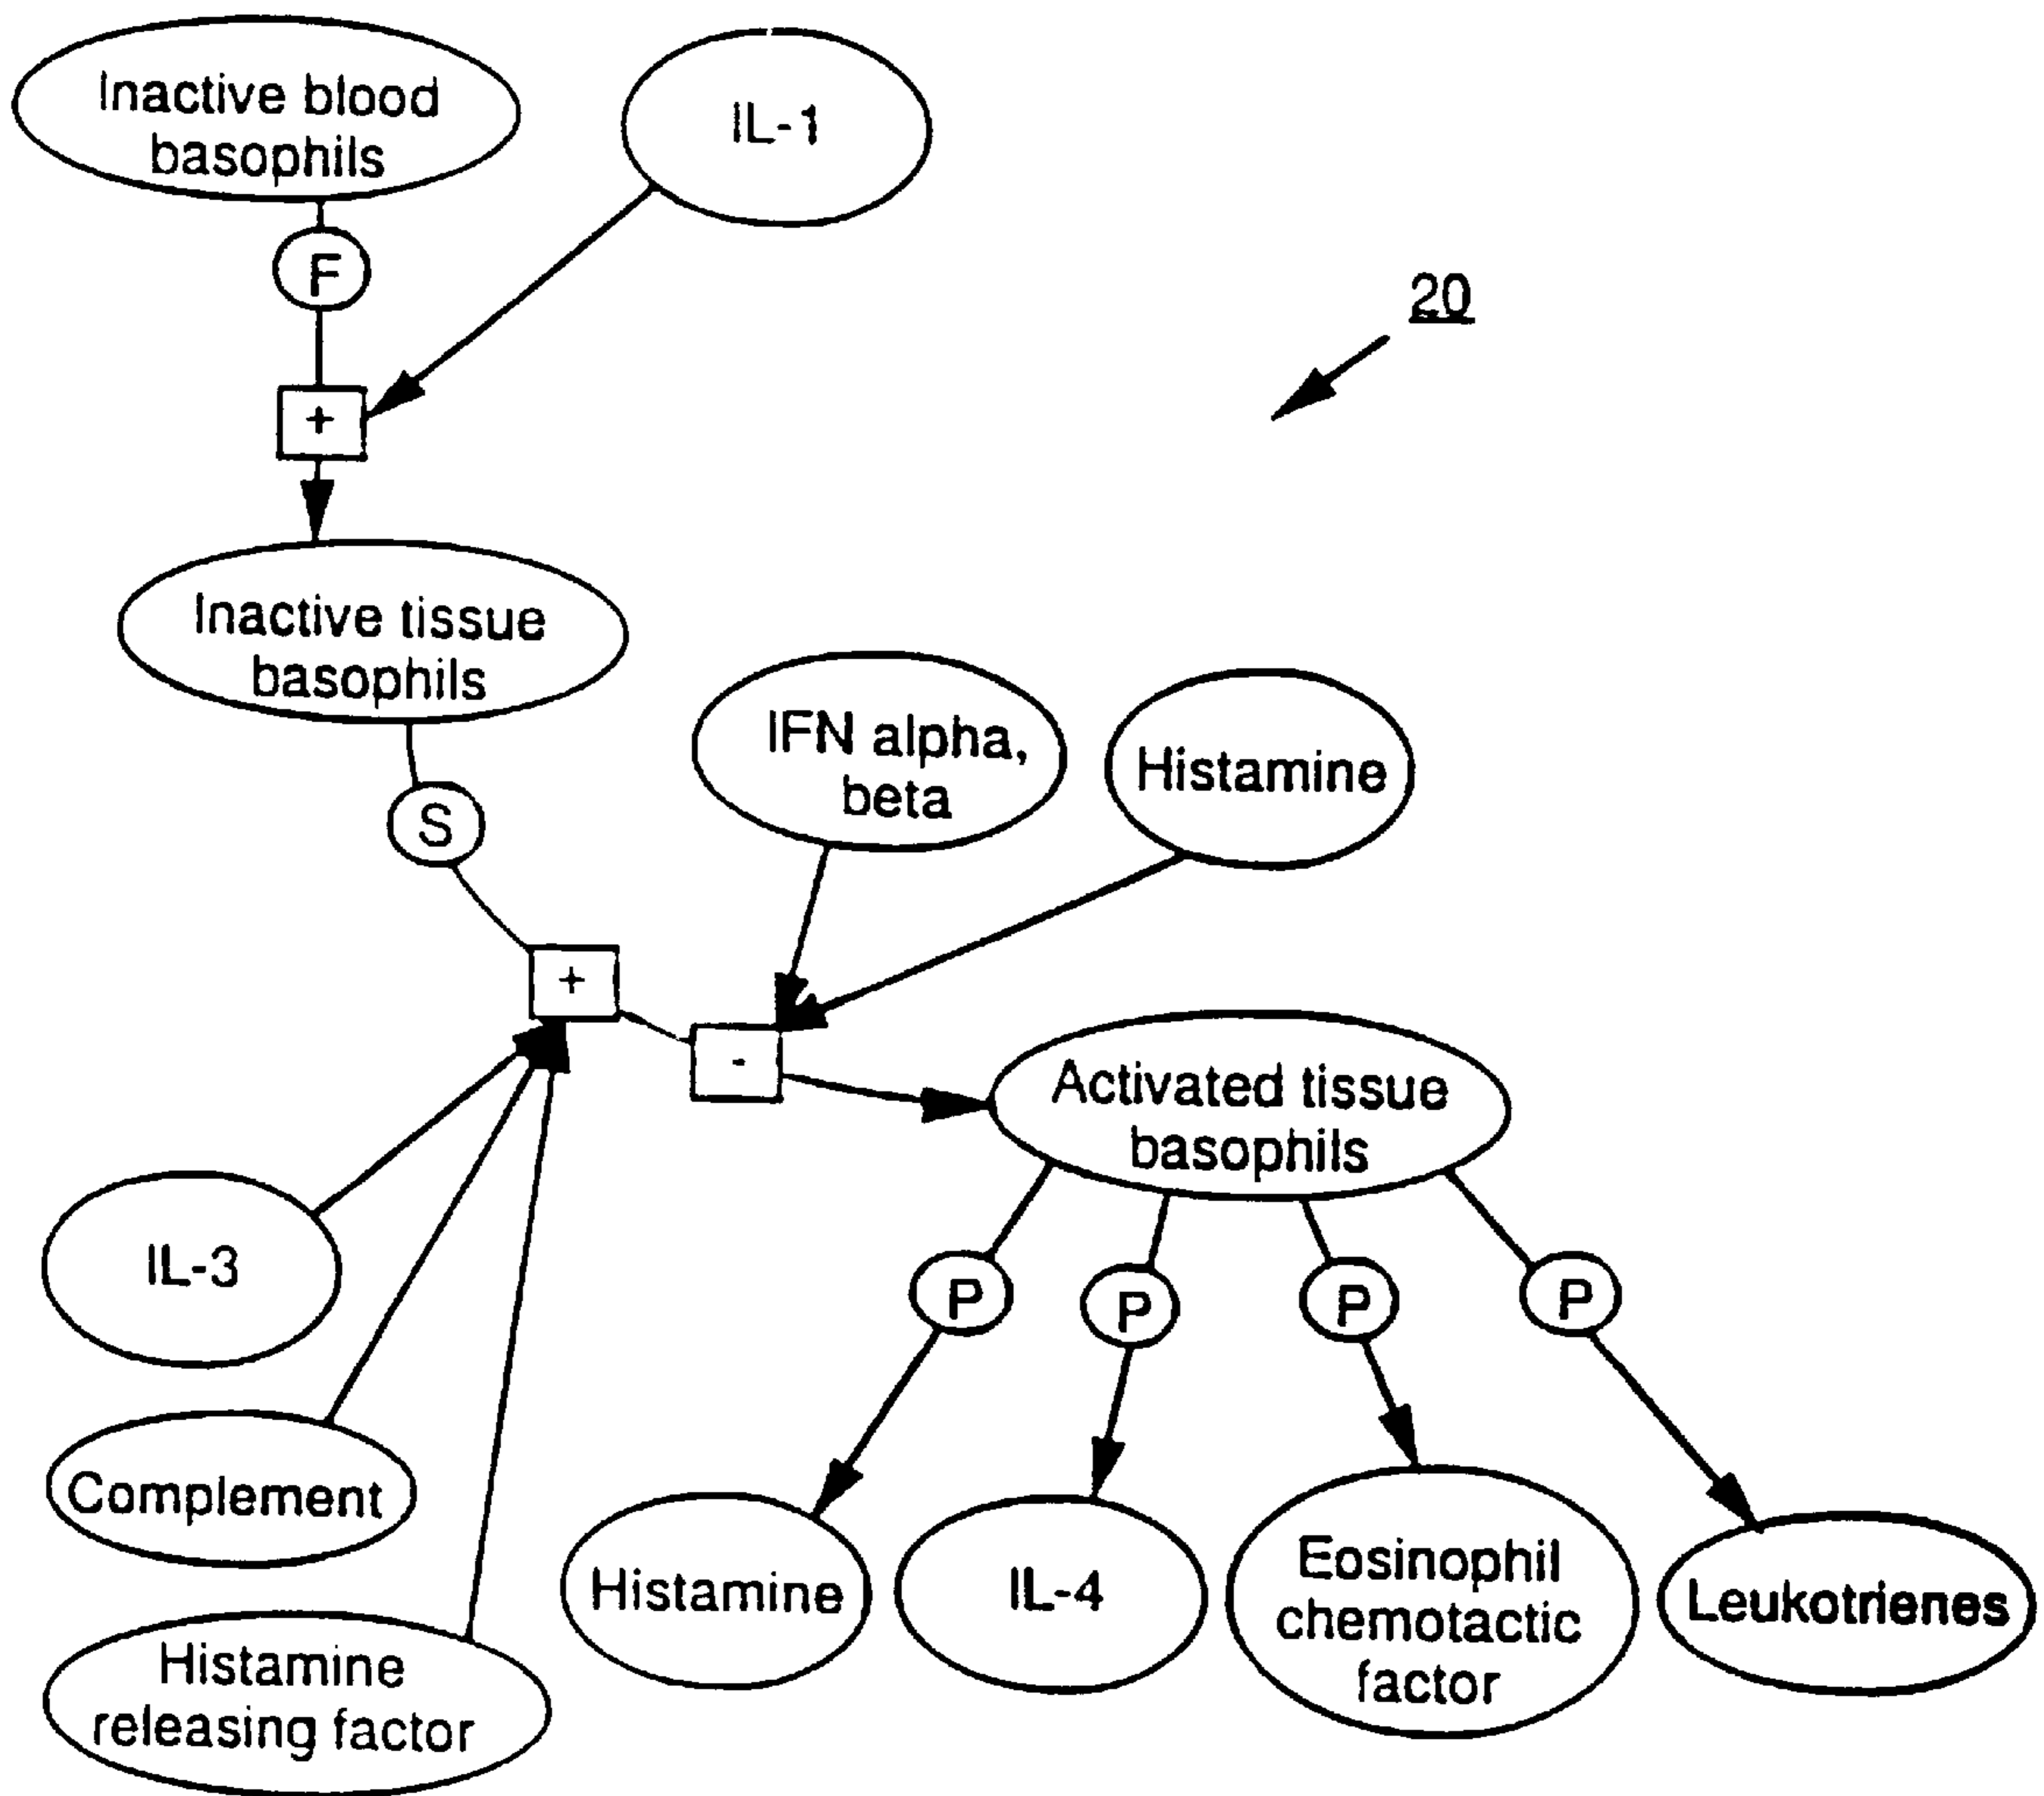 Inactive blood
basophils
IL-1
F
20
+
Inactive tissue
basophils
IFN alpha,
beta
Histamine
S
+
-
Activated tissue
basophils
IL-3
P
P
P
P
Complement
Histamine
IL-4
Eosinophil
chemotactic
factor
Leukotrienes
Histamine
releasing factor